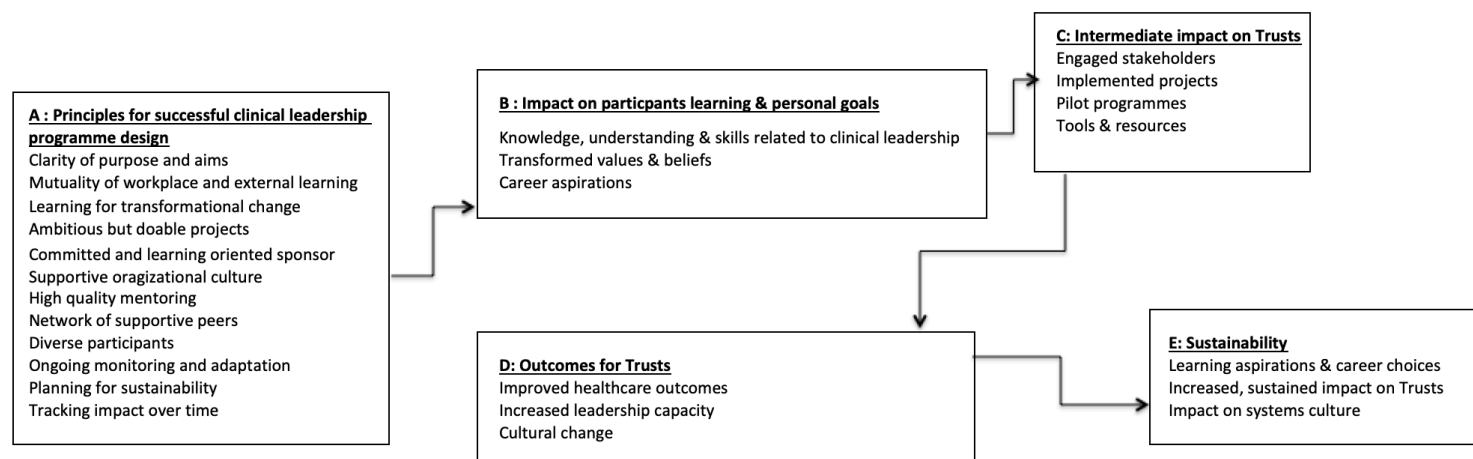 A : Principles for successful clinical leadership
programme design
Clarity of purpose and aims
Mutuality of workplace and external learning
Learning for transformational change
Ambitious but doable projects
Committed and learning oriented sponsor
Supportive oragizational culture
High quality mentoring
Network of supportive peers
Diverse participants
Ongoing monitoring and adaptation
Planning for sustainability
Tracking impact over time
B : Impact on particpants learning & personal goals
Knowledge, understanding & skills related to clinical leadership
Transformed values & beliefs
Career aspirations
C: Intermediate impact on Trusts
Engaged stakeholders
Implemented projects
Pilot programmes
Tools & resources
D: Outcomes for Trusts
Improved healthcare outcomes
Increased leadership capacity
Cultural change
E: Sustainability
Learning aspirations & career choices
Increased, sustained impact on Trusts
Impact on systems culture